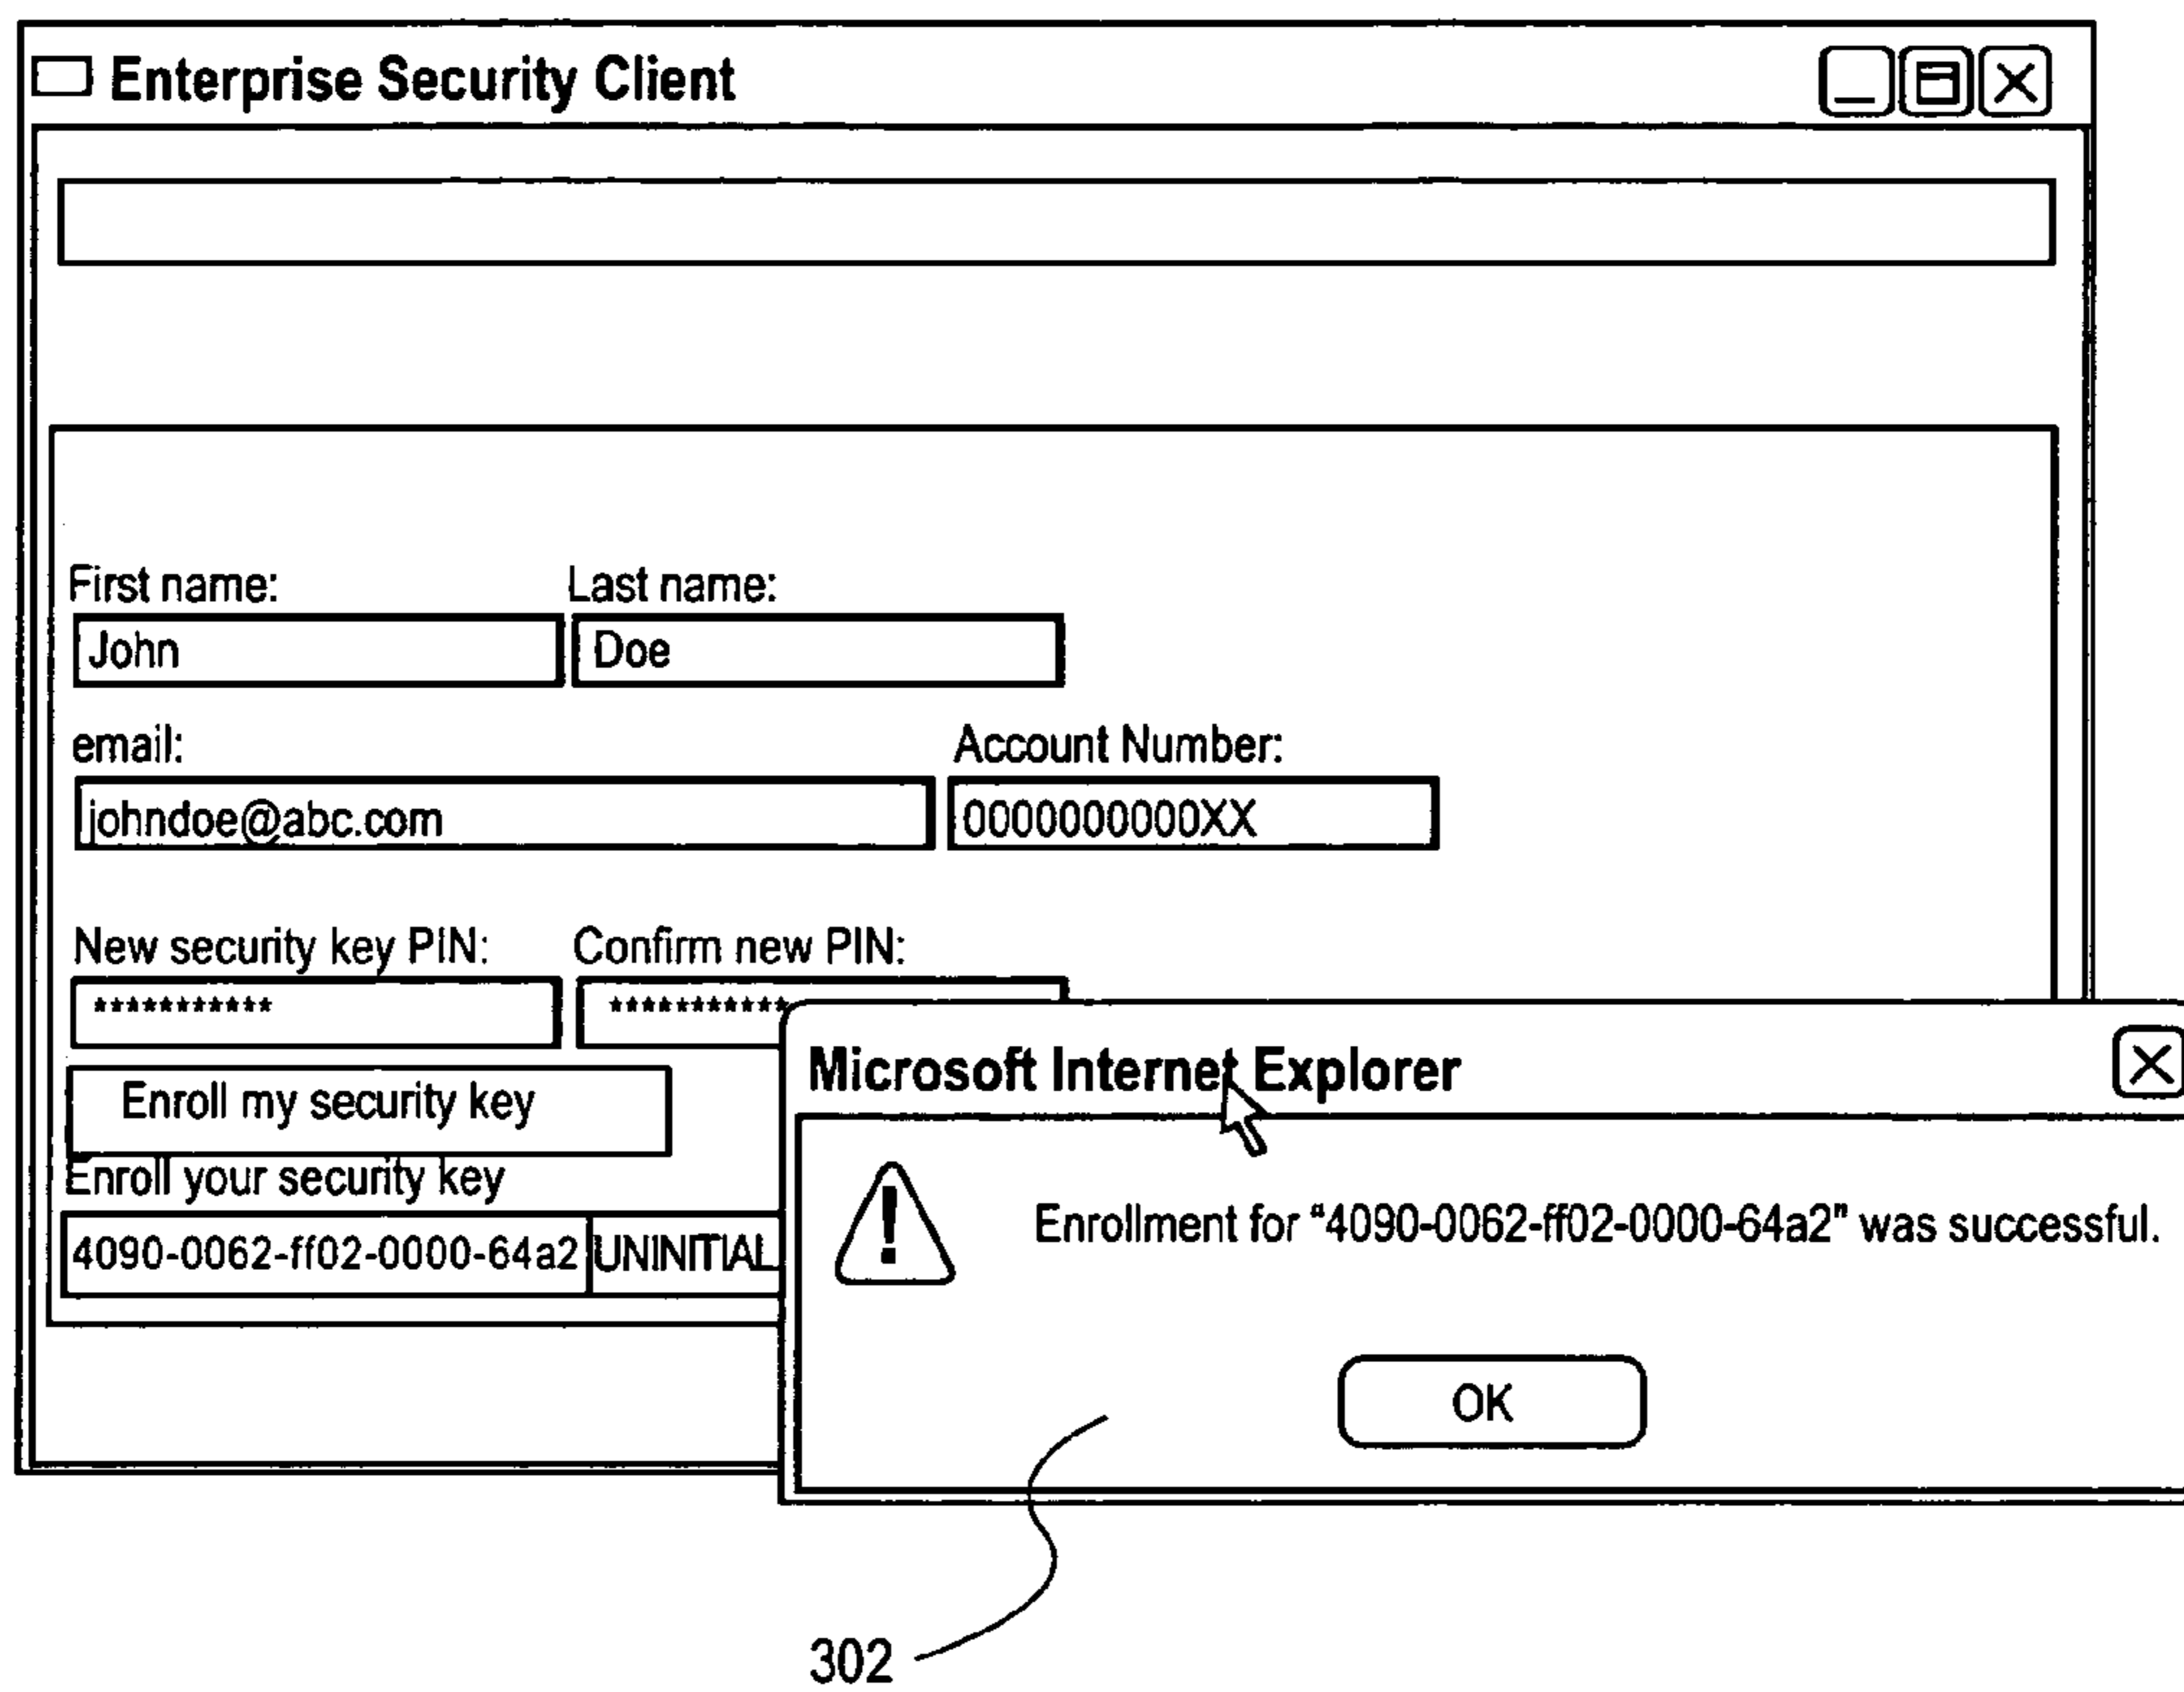 Enterprise Security Client
First name: Last name:
John Doe
email: Account Number:
johndoe@abc.com 0000000000XX
New security key PIN: Confirm new PIN:
*********** ***********
Enroll my security key
Enroll your security key
4090-0062-ff02-0000-64a2 UNINITIAL
Microsoft Internet Explorer
!
Enrollment for “4090-0062-ff02-0000-64a2” was successful.
OK
302